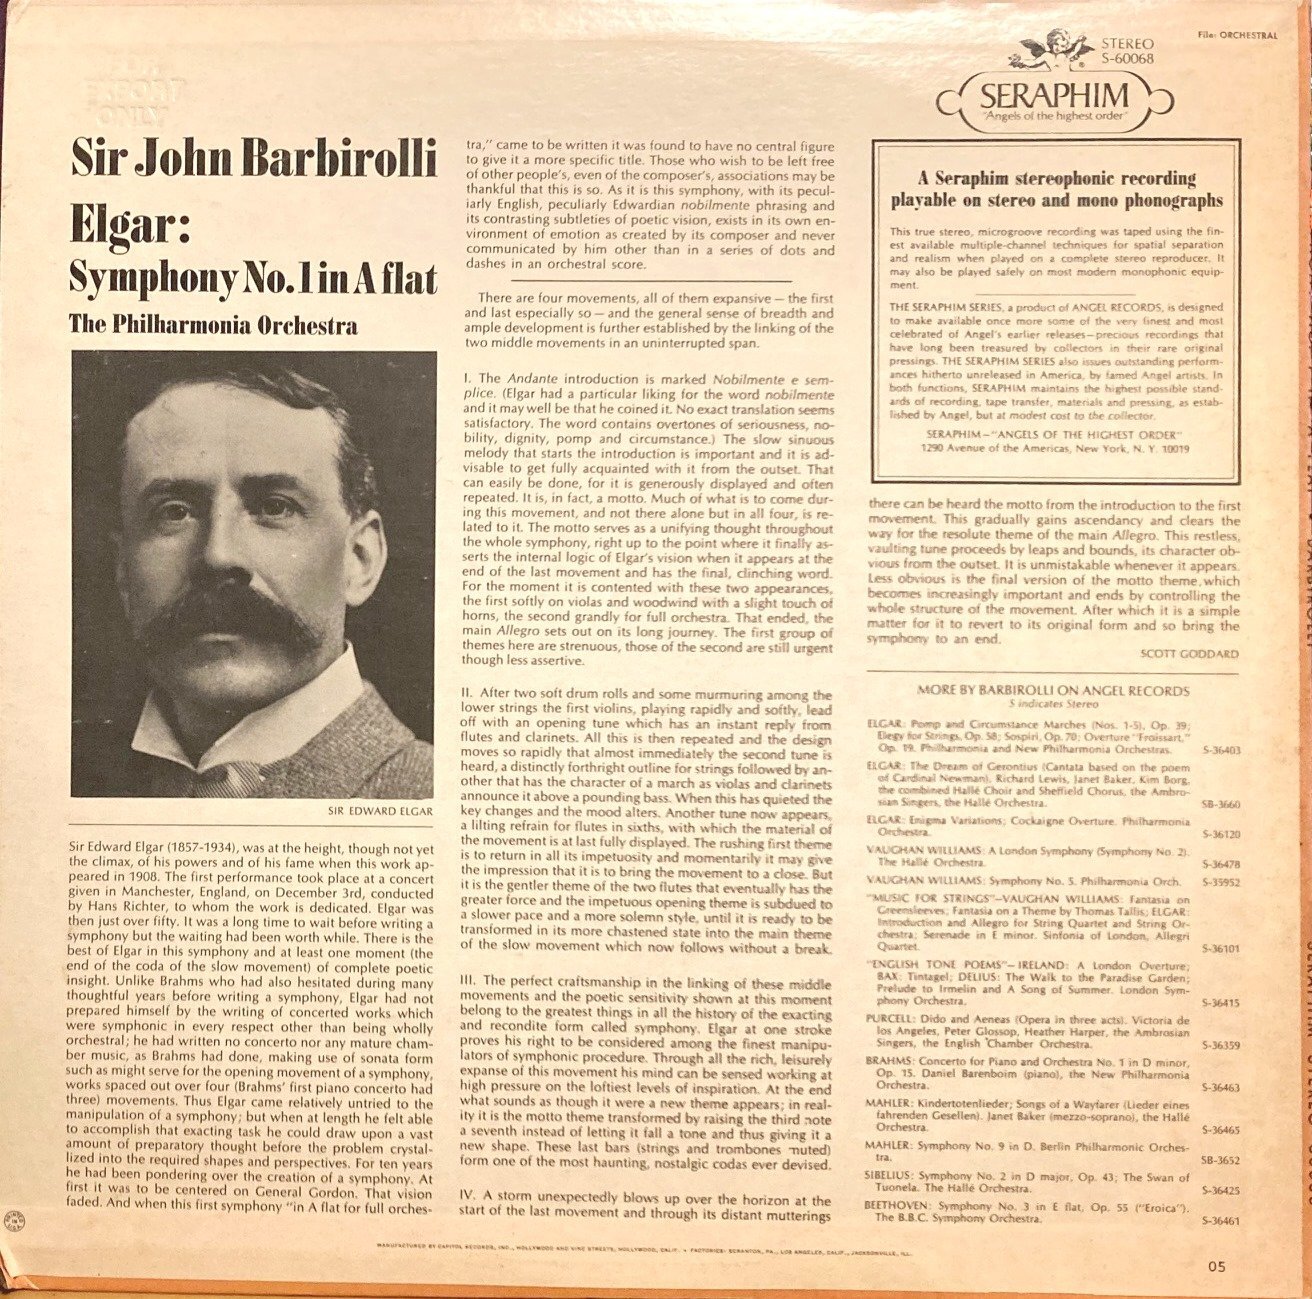 File: ORCHESTRAL
STEREO
S-60068
SERAPHIM
"Angels of the highest order"
Sir John Barbirolli
Elgar:
Symphony No.1 in A flat
The Philharmonia Orchestra
SIR EDWARD ELGAR
Sir Edward Elgar (1857-1934), was at the height, though not yet
the climax, of his powers and of his fame when this work ap-
peared in 1908. The first performance took place at a concert
given in Manchester, England, on December 3rd, conducted
by Hans Richter, to whom the work is dedicated. Elgar was
then just over fifty. It was a long time to wait before writing a
symphony but the waiting had been worth while. There is the
best of Elgar in this symphony and at least one moment (the
end of the coda of the slow movement) of complete poetic
insight. Unlike Brahms who had also hesitated during many
thoughtful years before writing a symphony, Elgar had not
prepared himself by the writing of concerted works which
were symphonic in every respect other than being wholly
orchestral; he had written no concerto nor any mature cham-
ber music, as Brahms had done, making use of sonata form
such as might serve for the opening movement of a symphony,
works spaced out over four (Brahms' first piano concerto had
three) movements. Thus Elgar came relatively untried to the
manipulation of a symphony; but when at length he felt able
to accomplish that exacting task he could draw upon a vast
amount of preparatory thought before the problem crystal-
lized into the required shapes and perspectives. For ten years
he had been pondering over the creation of a symphony. At
first it was to be centered on General Gordon. That vision
faded. And when this first symphony "in A flat for full orches-
tra," came to be written it was found to have no central figure
to give it a more specific title. Those who wish to be left free
of other people's, even of the composer's, associations may be
thankful that this is so. As it is this symphony, with its pecul-
iarly English, peculiarly Edwardian nobilmente phrasing and
its contrasting subtleties of poetic vision, exists in its own en-
vironment of emotion as created by its composer and never
communicated by him other than in a series of dots and
dashes in an orchestral score.
There are four movements, all of them expansive — the first
and last especially so — and the general sense of breadth and
ample development is further established by the linking of the
two middle movements in an uninterrupted span.
I. The Andante introduction is marked Nobilmente e sem-
plice. (Elgar had a particular liking for the word nobilmente
and it may well be that he coined it. No exact translation seems
satisfactory. The word contains overtones of seriousness, no-
bility, dignity, pomp and circumstance.) The slow sinuous
melody that starts the introduction is important and it is ad-
visable to get fully acquainted with it from the outset. That
can easily be done, for it is generously displayed and often
repeated. It is, in fact, a motto. Much of what is to come dur-
ing this movement, and not there alone but in all four, is re-
lated to it. The motto serves as a unifying thought throughout
the whole symphony, right up to the point where it finally as-
serts the internal logic of Elgar's vision when it appears at the
end of the last movement and has the final, clinching word.
For the moment it is contented with these two appearances,
the first softly on violas and woodwind with a slight touch of
horns, the second grandly for full orchestra. That ended, the
main Allegro sets out on its long journey. The first group of
themes here are strenuous, those of the second are still urgent
though less assertive.
II. After two soft drum rolls and some murmuring among the
lower strings the first violins, playing rapidly and softly, lead
off with an opening tune which has an instant reply from
flutes and clarinets. All this is then repeated and the design
moves so rapidly that almost immediately the second tune is
heard, a distinctly forthright outline for strings followed by an-
other that has the character of a march as violas and clarinets
announce it above a pounding bass. When this has quieted the
key changes and the mood alters. Another tune now appears,
a lilting refrain for flutes in sixths, with which the material of
the movement is at last fully displayed. The rushing first theme
is to return in all its impetuosity and momentarily it may give
the impression that it is to bring the movement to a close. But
it is the gentler theme of the two flutes that eventually has the
greater force and the impetuous opening theme is subdued to
a slower pace and a more solemn style, until it is ready to be
transformed in its more chastened state into the main theme
of the slow movement which now follows without a break.
III. The perfect craftsmanship in the linking of these middle
movements and the poetic sensitivity shown at this moment
belong to the greatest things in all the history of the exacting
and recondite form called symphony. Elgar at one stroke
proves his right to be considered among the finest manipu-
lators of symphonic procedure. Through all the rich, leisurely
expanse of this movement his mind can be sensed working at
high pressure on the loftiest levels of inspiration. At the end
what sounds as though it were a new theme appears; in real-
ity it is the motto theme transformed by raising the third note
a seventh instead of letting it fall a tone and thus giving it a
new shape. These last bars (strings and trombones muted)
form one of the most haunting, nostalgic codas ever devised.
IV. A storm unexpectedly blows up over the horizon at the
start of the last movement and through its distant mutterings
A Seraphim stereophonic recording
playable on stereo and mono phonographs
This true stereo, microgroove recording was taped using the fin-
est available multiple-channel techniques for spatial separation
and realism when played on a complete stereo reproducer. It
may also be played safely on most modern monophonic equip-
ment.
THE SERAPHIM SERIES, a product of ANGEL RECORDS, is designed
to make available once more some of the very finest and most
celebrated of Angel's earlier releases—precious recordings that
have long been treasured by collectors in their rare original
pressings. THE SERAPHIM SERIES also issues outstanding perform-
ances hitherto unreleased in America, by famed Angel artists. In
both functions, SERAPHIM maintains the highest possible stand-
ards of recording, tape transfer, materials and pressing, as estab-
lished by Angel, but at modest cost to the collector.
SERAPHIM—"ANGELS OF THE HIGHEST ORDER"
1290 Avenue of the Americas, New York, N. Y. 10019
there can be heard the motto from the introduction to the first
movement. This gradually gains ascendancy and clears the
way for the resolute theme of the main Allegro. This restless,
vaulting tune proceeds by leaps and bounds, its character ob-
vious from the outset. It is unmistakable whenever it appears.
Less obvious is the final version of the motto theme, which
becomes increasingly important and ends by controlling the
whole structure of the movement. After which it is a simple
matter for it to revert to its original form and so bring the
symphony to an end.
SCOTT GODDARD
MORE BY BARBIROLLI ON ANGEL RECORDS
S indicates Stereo
ELGAR: Pomp and Circumstance Marches (Nos. 1-5), Op. 39;
Elegy for Strings, Op. 58; Sospiri, Op. 70; Overture "Froissart,"
Op. 19. Philharmonia and New Philharmonia Orchestras. S-36403
ELGAR: The Dream of Gerontius (Cantata based on the poem
of Cardinal Newman). Richard Lewis, Janet Baker, Kim Borg,
the combined Hallé Choir and Sheffield Chorus, the Ambro-
sian Singers, the Hallé Orchestra. SB-3660
ELGAR: Enigma Variations; Cockaigne Overture. Philharmonia
Orchestra. S-36120
VAUGHAN WILLIAMS: A London Symphony (Symphony No. 2).
The Hallé Orchestra. S-36478
VAUGHAN WILLIAMS: Symphony No. 5. Philharmonia Orch. S-35952
"MUSIC FOR STRINGS"—VAUGHAN WILLIAMS: Fantasia on
Greensleeves; Fantasia on a Theme by Thomas Tallis; ELGAR:
Introduction and Allegro for String Quartet and String Or-
chestra; Serenade in E minor. Sinfonia of London, Allegri
Quartet. S-36101
"ENGLISH TONE POEMS"—IRELAND: A London Overture;
BAX: Tintagel; DELIUS: The Walk to the Paradise Garden;
Prelude to Irmelin and A Song of Summer. London Sym-
phony Orchestra. S-36415
PURCELL: Dido and Aeneas (Opera in three acts). Victoria de
los Angeles, Peter Glossop, Heather Harper, the Ambrosian
Singers, the English Chamber Orchestra. S-36359
BRAHMS: Concerto for Piano and Orchestra No. 1 in D minor,
Op. 15. Daniel Barenboim (piano), the New Philharmonia
Orchestra. S-36463
MAHLER: Kindertotenlieder; Songs of a Wayfarer (Lieder eines
fahrenden Gesellen). Janet Baker (mezzo-soprano), the Hallé
Orchestra. S-36465
MAHLER: Symphony No. 9 in D. Berlin Philharmonic Orches-
tra. SB-3652
SIBELIUS: Symphony No. 2 in D major, Op. 43; The Swan of
Tuonela. The Hallé Orchestra. S-36425
BEETHOVEN: Symphony No. 3 in E flat, Op. 55 ("Eroica").
The B.B.C. Symphony Orchestra. S-36461
MANUFACTURED BY CAPITOL RECORDS, INC., HOLLYWOOD AND VINE STREETS, HOLLYWOOD, CALIF. • FACTORIES: SCRANTON, PA., LOS ANGELES, CALIF., JACKSONVILLE, ILL.
05